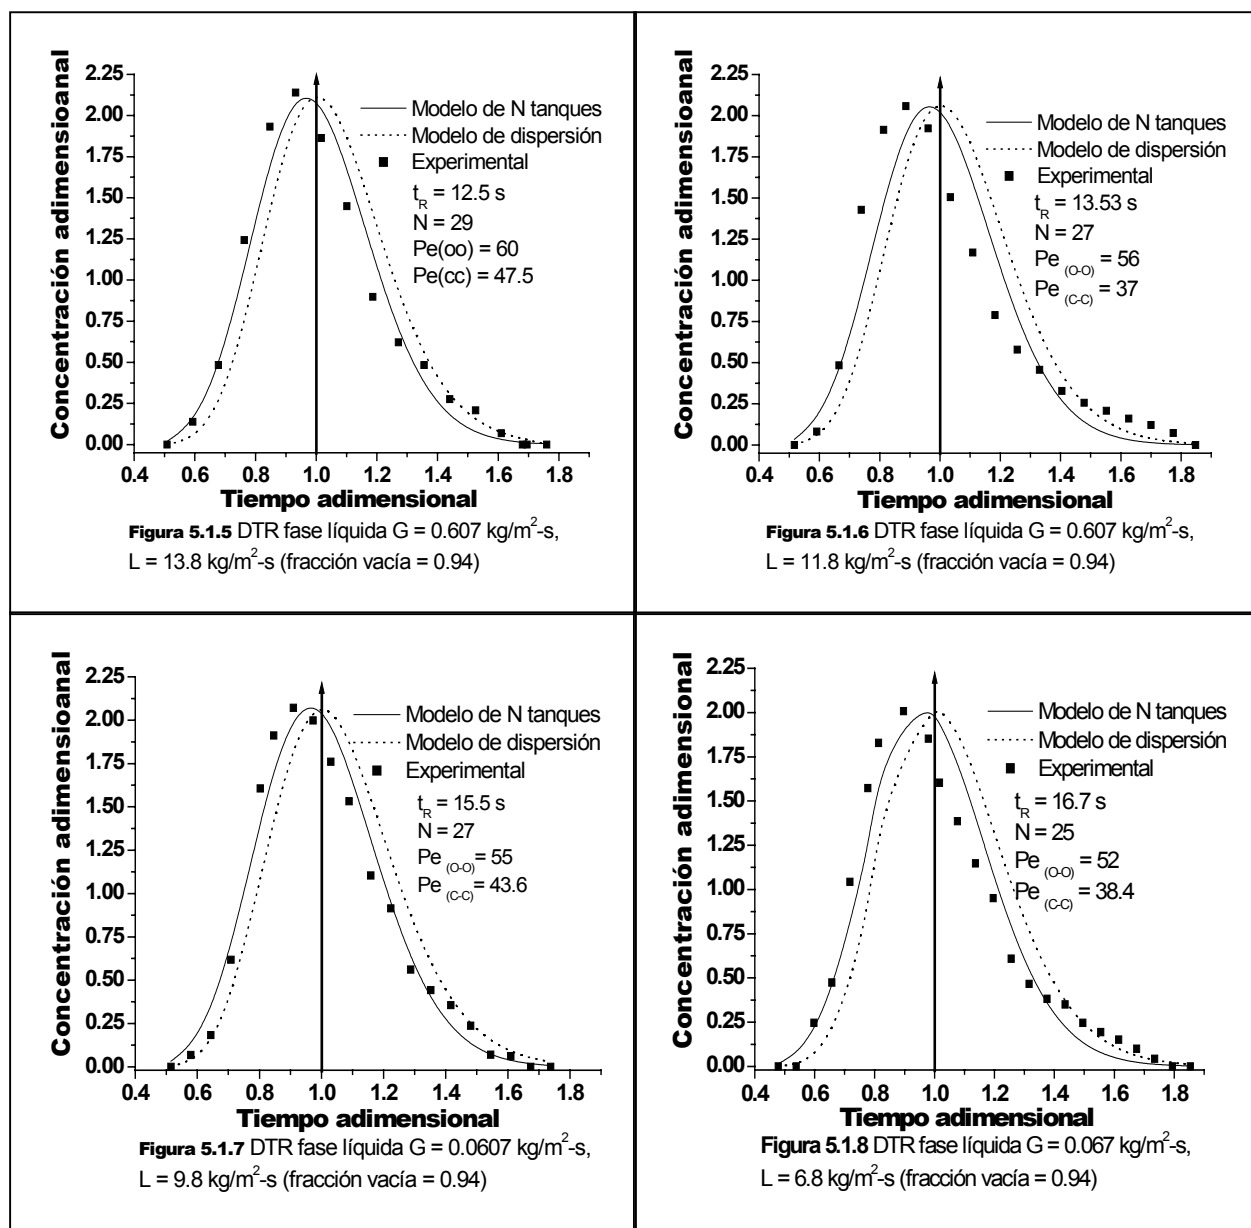 Concentración adimensioanal
2.25
2.00
1.75
1.50
1.25
1.00
0.75
0.50
0.25
0.00
0.4 0.6 0.8 1.0 1.2 1.4 1.6 1.8
Tiempo adimensional
Modelo de N tanques
Modelo de dispersión
Experimental
t_R = 12.5 s
N = 29
Pe(oo) = 60
Pe(cc) = 47.5
Figura 5.1.5 DTR fase líquida G = 0.607 kg/m²-s,
L = 13.8 kg/m²-s (fracción vacía = 0.94)
Concentración adimensional
2.25
2.00
1.75
1.50
1.25
1.00
0.75
0.50
0.25
0.00
0.4 0.6 0.8 1.0 1.2 1.4 1.6 1.8
Tiempo adimensional
Modelo de N tanques
Modelo de dispersión
Experimental
t_R = 13.53 s
N = 27
Pe (O-O) = 56
Pe (C-C) = 37
Figura 5.1.6 DTR fase líquida G = 0.607 kg/m²-s,
L = 11.8 kg/m²-s (fracción vacía = 0.94)
Concentración adimensioanal
2.25
2.00
1.75
1.50
1.25
1.00
0.75
0.50
0.25
0.00
0.4 0.6 0.8 1.0 1.2 1.4 1.6 1.8
Tiempo adimensional
Modelo de N tanques
Modelo de dispersión
Experimental
t_R = 15.5 s
N = 27
Pe (O-O) = 55
Pe (C-C) = 43.6
Figura 5.1.7 DTR fase líquida G = 0.0607 kg/m²-s,
L = 9.8 kg/m²-s (fracción vacía = 0.94)
Concentración adimensional
2.25
2.00
1.75
1.50
1.25
1.00
0.75
0.50
0.25
0.00
0.4 0.6 0.8 1.0 1.2 1.4 1.6 1.8
Tiempo adimensional
Modelo de N tanques
Modelo de dispersión
Experimental
t_R = 16.7 s
N = 25
Pe (O-O) = 52
Pe (C-C) = 38.4
Figura 5.1.8 DTR fase líquida G = 0.067 kg/m²-s,
L = 6.8 kg/m²-s (fracción vacía = 0.94)